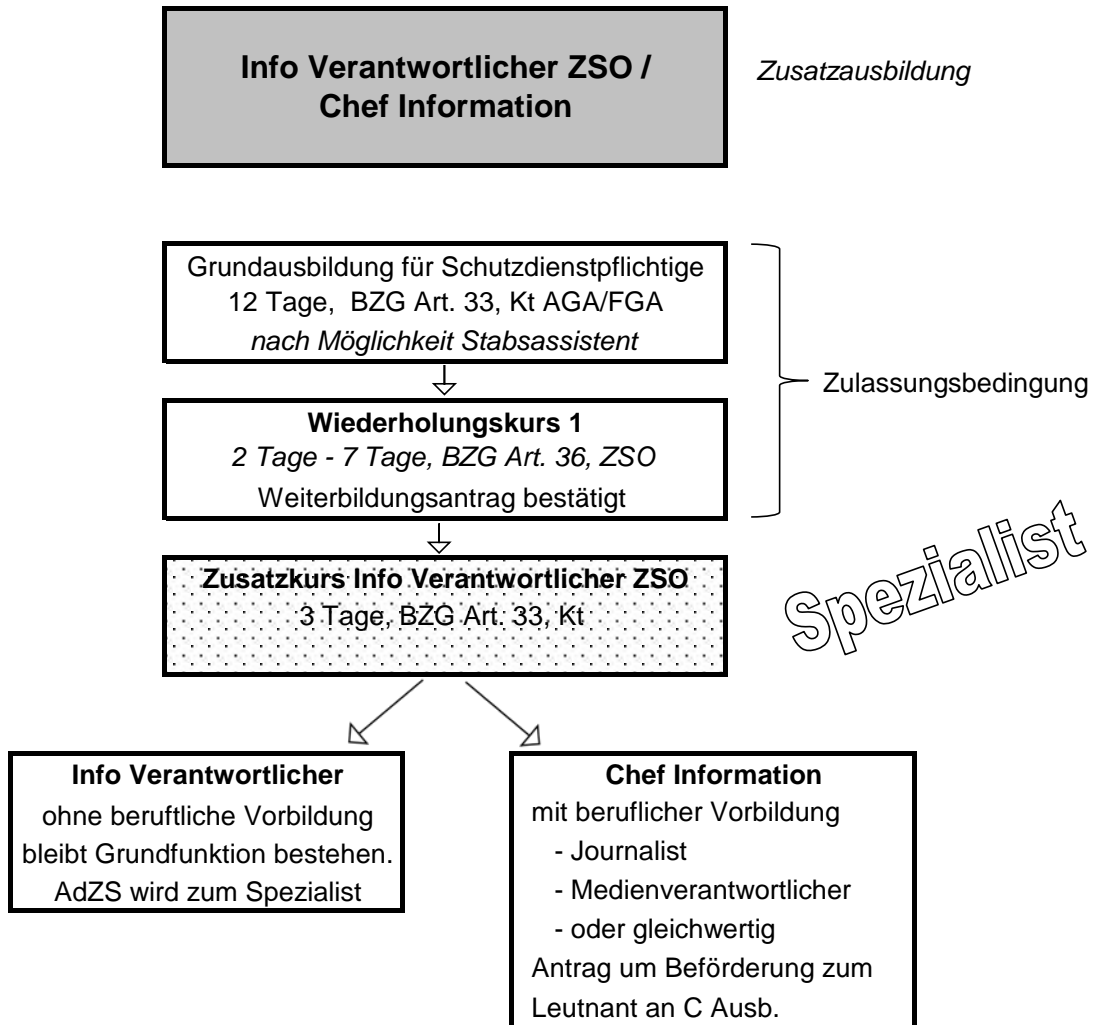 Info Verantwortlicher ZSO /
Chef Information
Zusatzausbildung
Grundausbildung für Schutzdienstpflichtige
12 Tage, BZG Art. 33, Kt AGA/FGA
nach Möglichkeit Stabsassistent
Zulassungsbedingung
Wiederholungskurs 1
2 Tage - 7 Tage, BZG Art. 36, ZSO
Weiterbildungsantrag bestätigt
Spezialist
Zusatzkurs Info Verantwortlicher ZSO
3 Tage, BZG Art. 33, Kt
Info Verantwortlicher
ohne beruftliche Vorbildung
bleibt Grundfunktion bestehen.
AdZS wird zum Spezialist
Chef Information
mit beruflicher Vorbildung
- Journalist
- Medienverantwortlicher
- oder gleichwertig
Antrag um Beförderung zum
Leutnant an C Ausb.